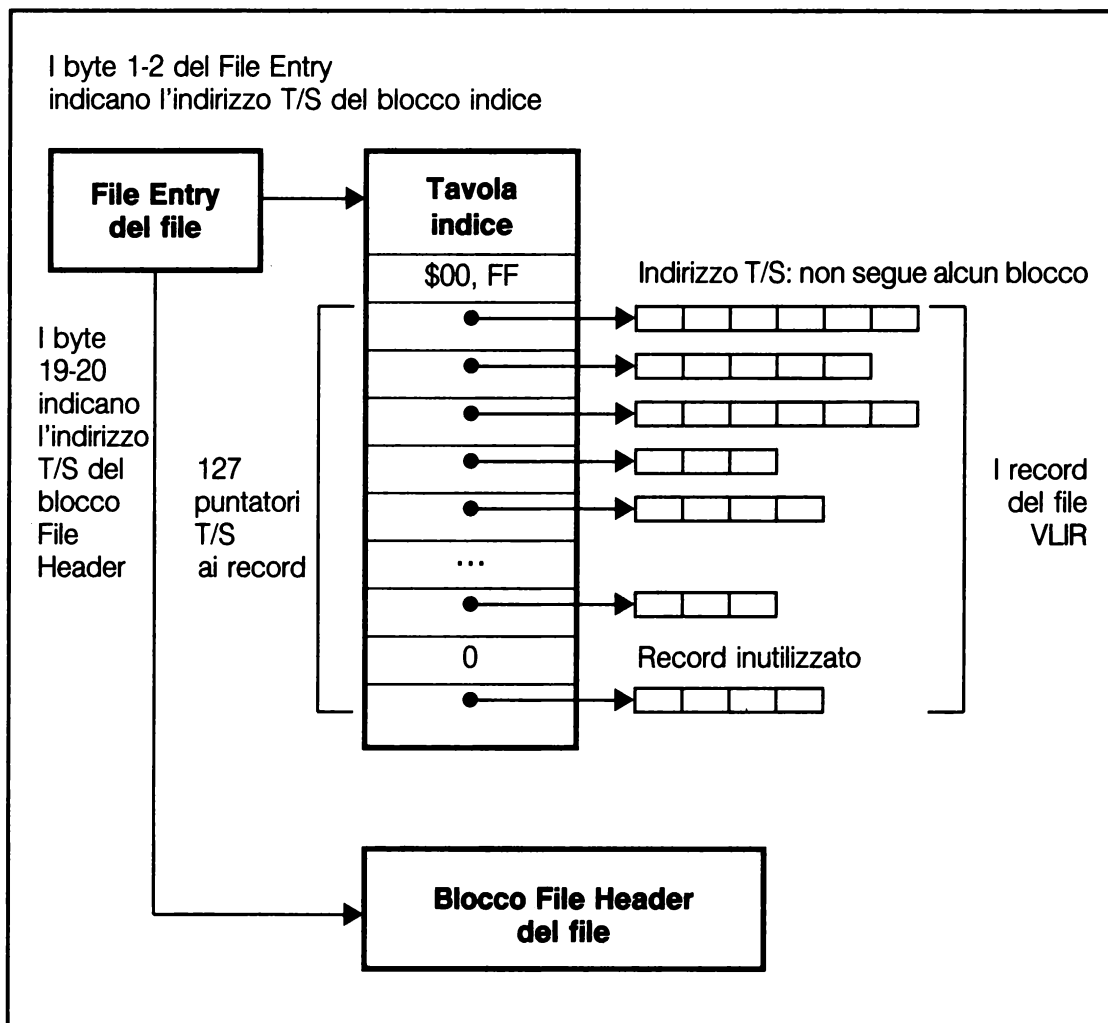 I byte 1-2 del File Entry
indicano l'indirizzo T/S del blocco indice
File Entry
del file
Tavola
indice
$00, FF
Indirizzo T/S: non segue alcun blocco
I byte
19-20
indicano
l'indirizzo
T/S del
blocco
File
Header
127
puntatori
T/S
ai record
...
0
Record inutilizzato
I record
del file
VLIR
Blocco File Header
del file